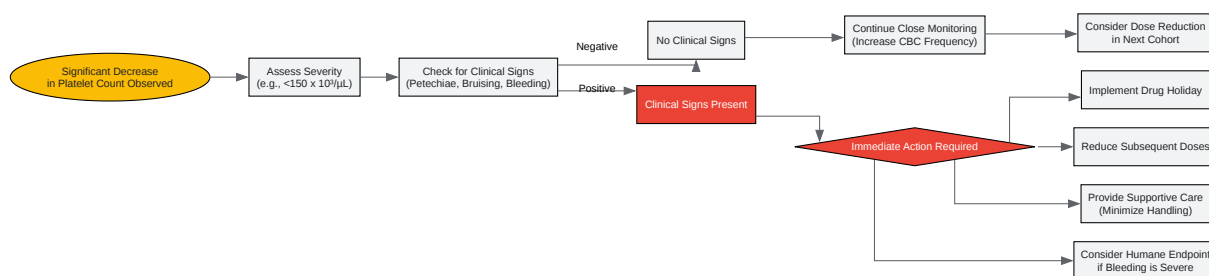 Significant Decrease
in Platelet Count Observed
Assess Severity
(e.g., <150 x 10³/µL)
Check for Clinical Signs
(Petechiae, Bruising, Bleeding)
Negative
Positive
No Clinical Signs
Clinical Signs Present
Continue Close Monitoring
(Increase CBC Frequency)
Consider Dose Reduction
in Next Cohort
Immediate Action Required
Implement Drug Holiday
Reduce Subsequent Doses
Provide Supportive Care
(Minimize Handling)
Consider Humane Endpoint
if Bleeding is Severe